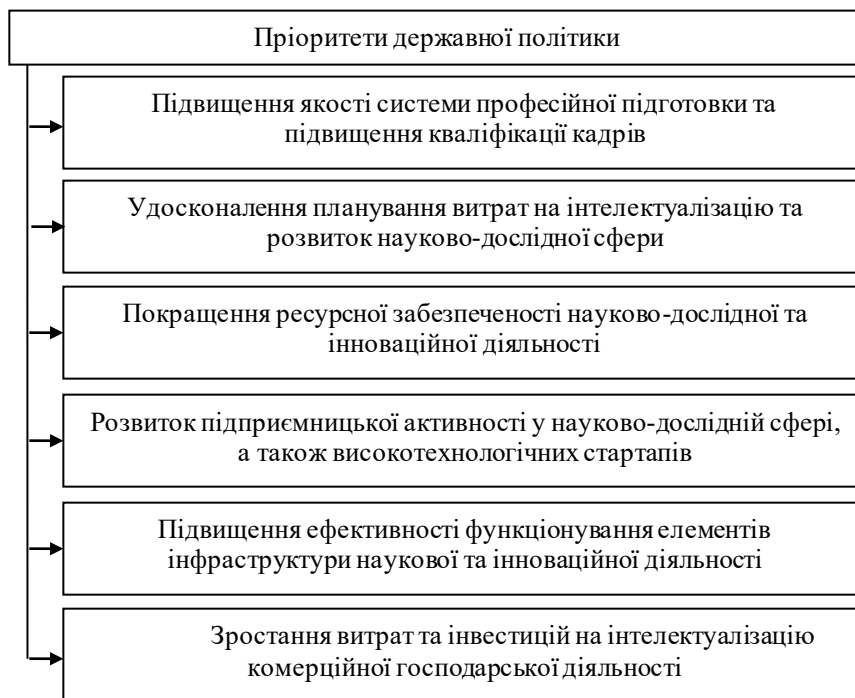 Пріоритети державної політики
Підвищення якості системи професійної підготовки та
підвищення кваліфікації кадрів
Удосконалення планування витрат на інтелектуалізацію та
розвиток науково-дослідної сфери
Покращення ресурсної забезпеченості науково-дослідної та
інноваційної діяльності
Розвиток підприємницької активності у науково-дослідній сфері,
а також високотехнологічних стартапів
Підвищення ефективності функціонування елементів
інфраструктури наукової та інноваційної діяльності
Зростання витрат та інвестицій на інтелектуалізацію
комерційної господарської діяльності